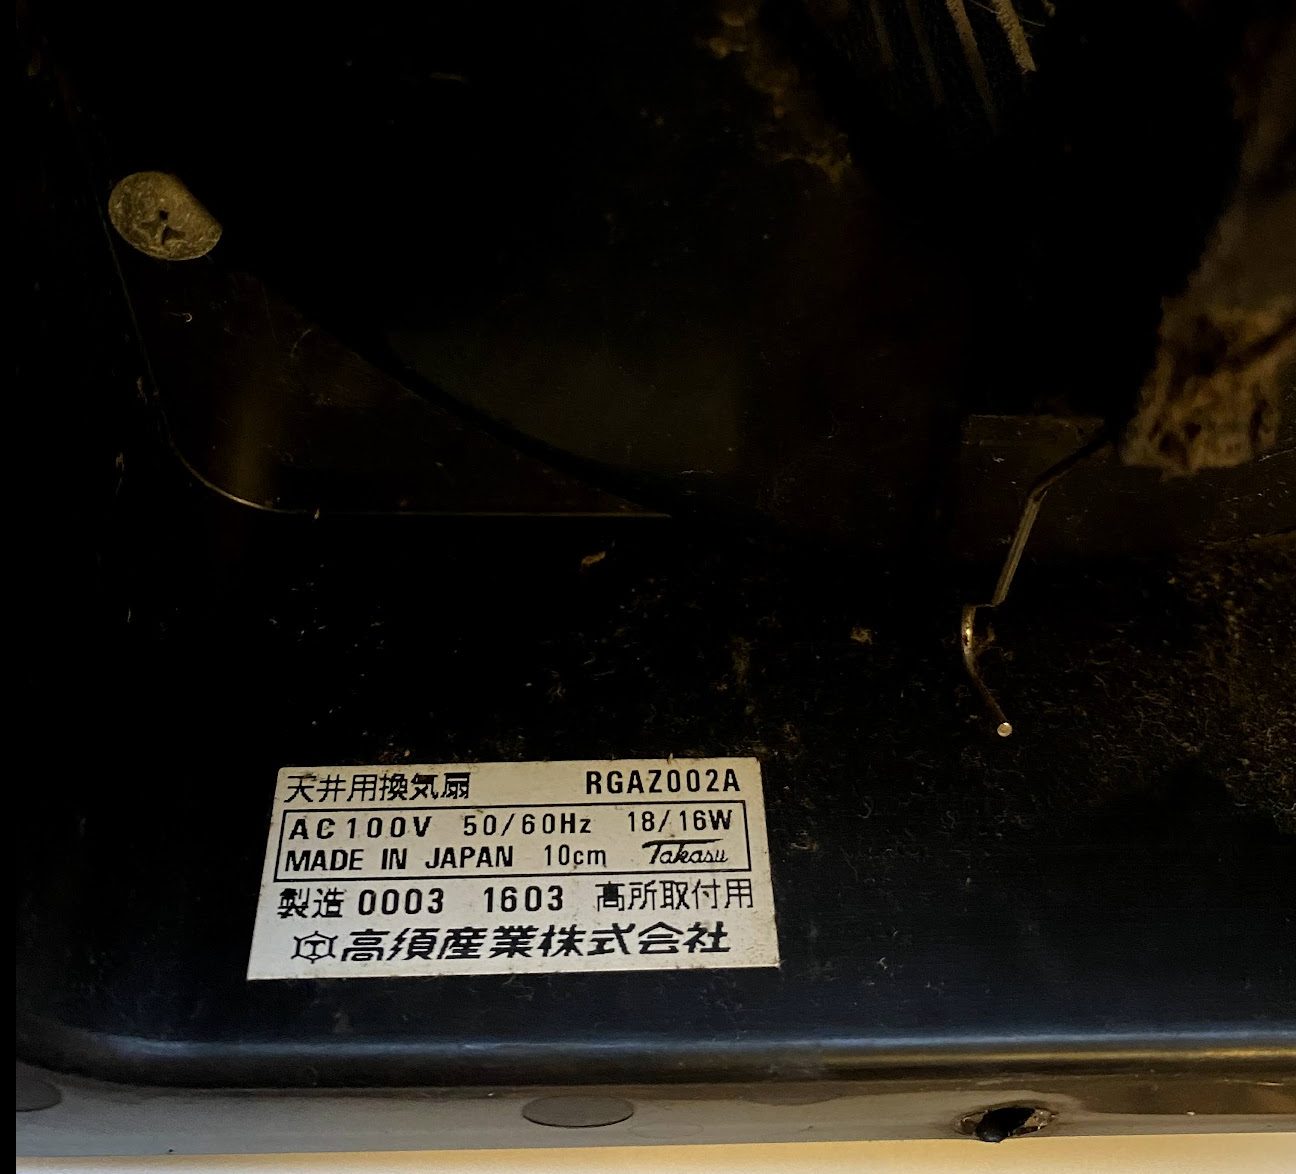 天井用換気扇 RGAZ002A
AC100V 50/60Hz 18/16W
MADE IN JAPAN 10cm Takasu
製造 0003 1603 高所取付用
高須産業株式会社